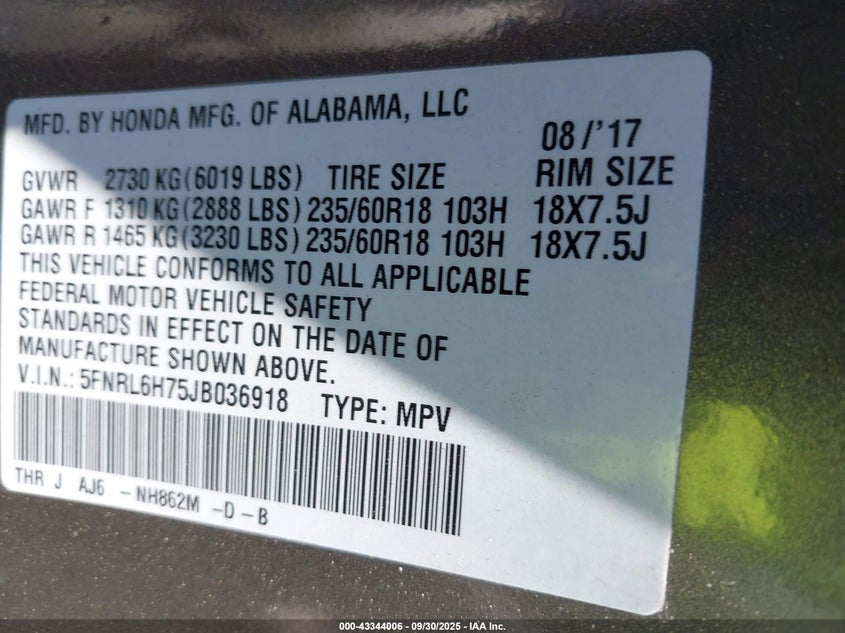 MFD. BY HONDA MFG. OF ALABAMA, LLC
08/'17
GVWR 2730 KG(6019 LBS) TIRE SIZE RIM SIZE
GAWR F 1310 KG(2888 LBS) 235/60R18 103H 18X7.5J
GAWR R 1465 KG(3230 LBS) 235/60R18 103H 18X7.5J
THIS VEHICLE CONFORMS TO ALL APPLICABLE
FEDERAL MOTOR VEHICLE SAFETY
STANDARDS IN EFFECT ON THE DATE OF
MANUFACTURE SHOWN ABOVE.
V.I.N.: 5FNRL6H75JB036918 TYPE: MPV
THR J AJ6 -NH862M -D-B
000-43344006 - 09/30/2025 - IAA Inc.